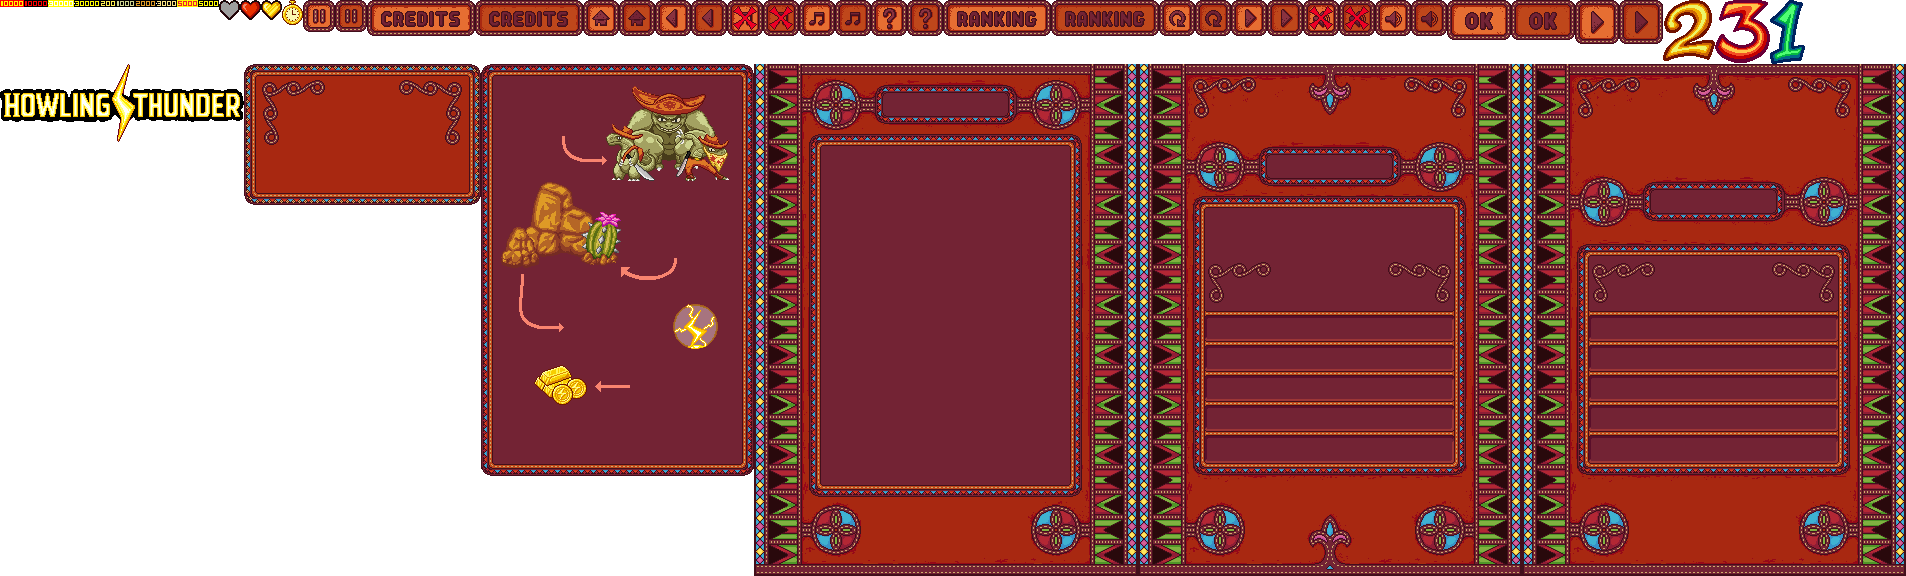 CREDITS CREDITS ? ? RANKING RANKING OK OK 231
HOWLING THUNDER